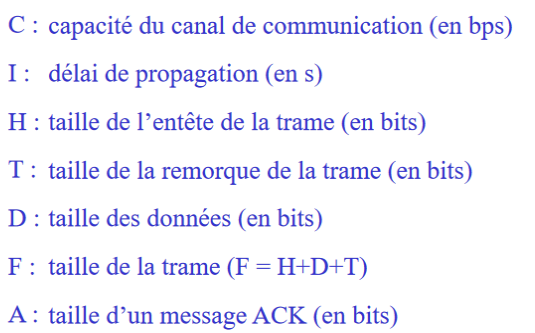 C : capacité du canal de communication (en bps)
I : délai de propagation (en s)
H : taille de l’entête de la trame (en bits)
T : taille de la remorque de la trame (en bits)
D : taille des données (en bits)
F : taille de la trame (F = H+D+T)
A : taille d’un message ACK (en bits)